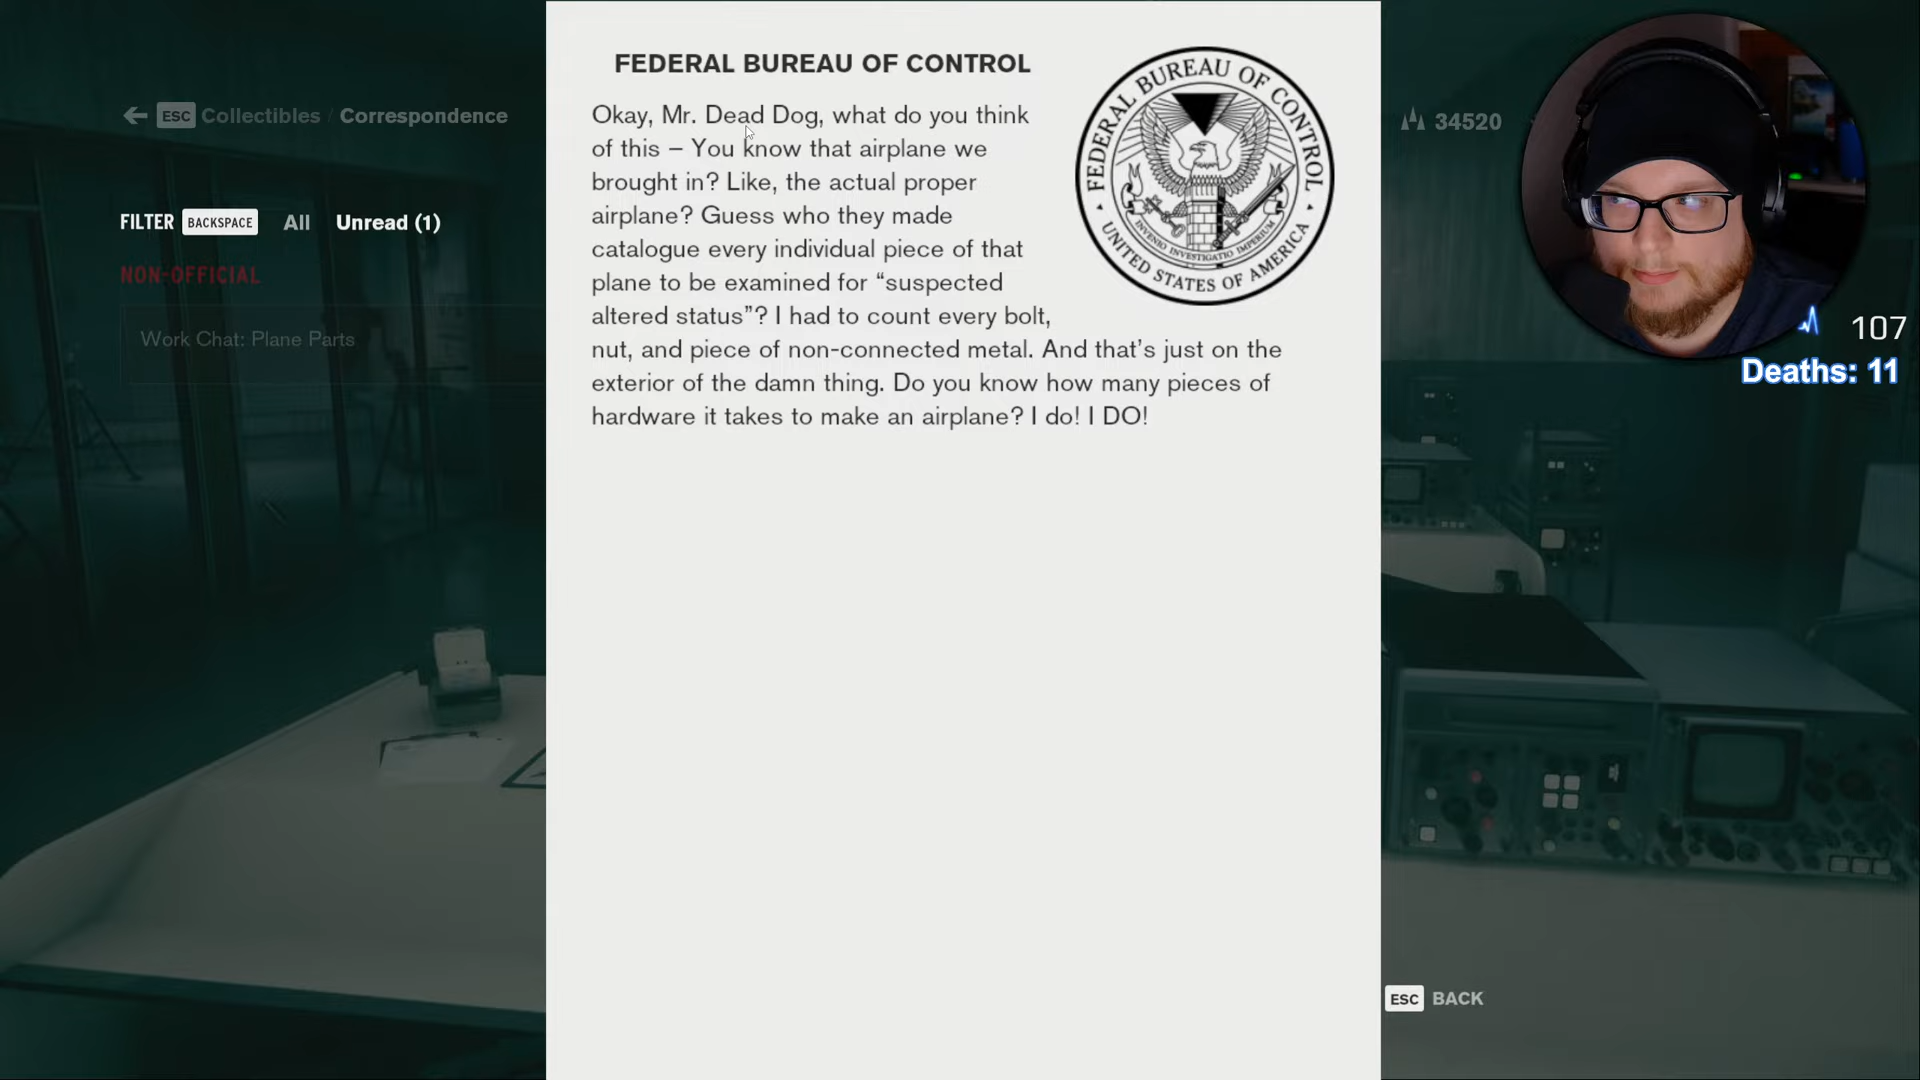 FEDERAL BUREAU OF CONTROL
Okay, Mr. Dead Dog, what do you think
of this – You know that airplane we
brought in? Like, the actual proper
airplane? Guess who they made
catalogue every individual piece of that
plane to be examined for “suspected
altered status”? I had to count every bolt,
nut, and piece of non-connected metal. And that’s just on the
exterior of the damn thing. Do you know how many pieces of
hardware it takes to make an airplane? I do! I DO!
FEDERAL BUREAU OF CONTROL
INVENIO INVESTIGATIO IMPERIUM
UNITED STATES OF AMERICA
ESC Collectibles / Correspondence
FILTER BACKSPACE All Unread (1)
NON-OFFICIAL
Work Chat: Plane Parts
34520
107
Deaths: 11
ESC BACK